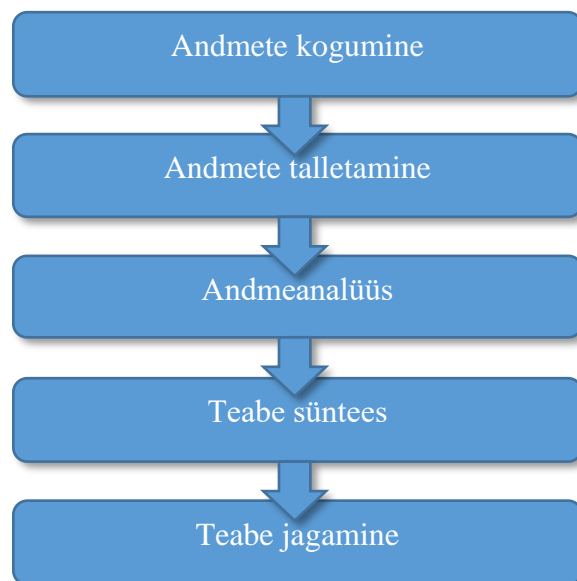 Andmete kogumine
Andmete talletamine
Andmeanalüüs
Teabe süntees
Teabe jagamine